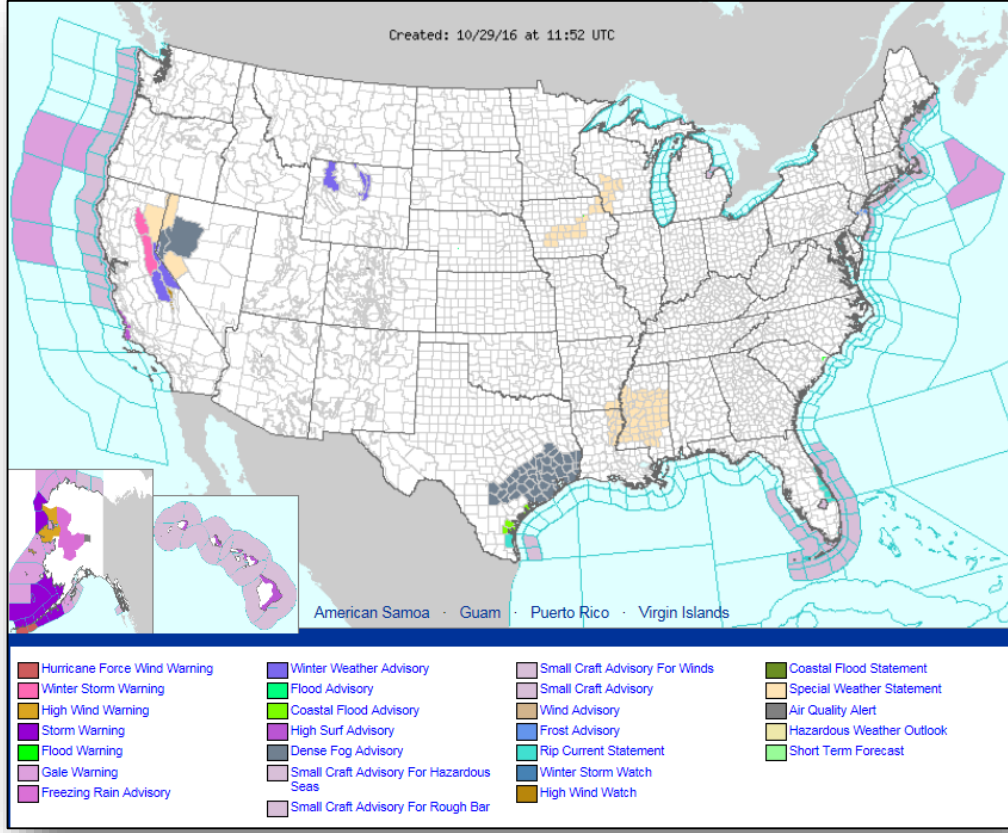 Created: 10/29/16 at 11:52 UTC
American Samoa · Guam · Puerto Rico · Virgin Islands
Hurricane Force Wind Warning
Winter Storm Warning
High Wind Warning
Storm Warning
Flood Warning
Gale Warning
Freezing Rain Advisory
Winter Weather Advisory
Flood Advisory
Coastal Flood Advisory
High Surf Advisory
Dense Fog Advisory
Small Craft Advisory For Hazardous
Seas
Small Craft Advisory For Rough Bar
Small Craft Advisory For Winds
Small Craft Advisory
Wind Advisory
Frost Advisory
Rip Current Statement
Winter Storm Watch
High Wind Watch
Coastal Flood Statement
Special Weather Statement
Air Quality Alert
Hazardous Weather Outlook
Short Term Forecast